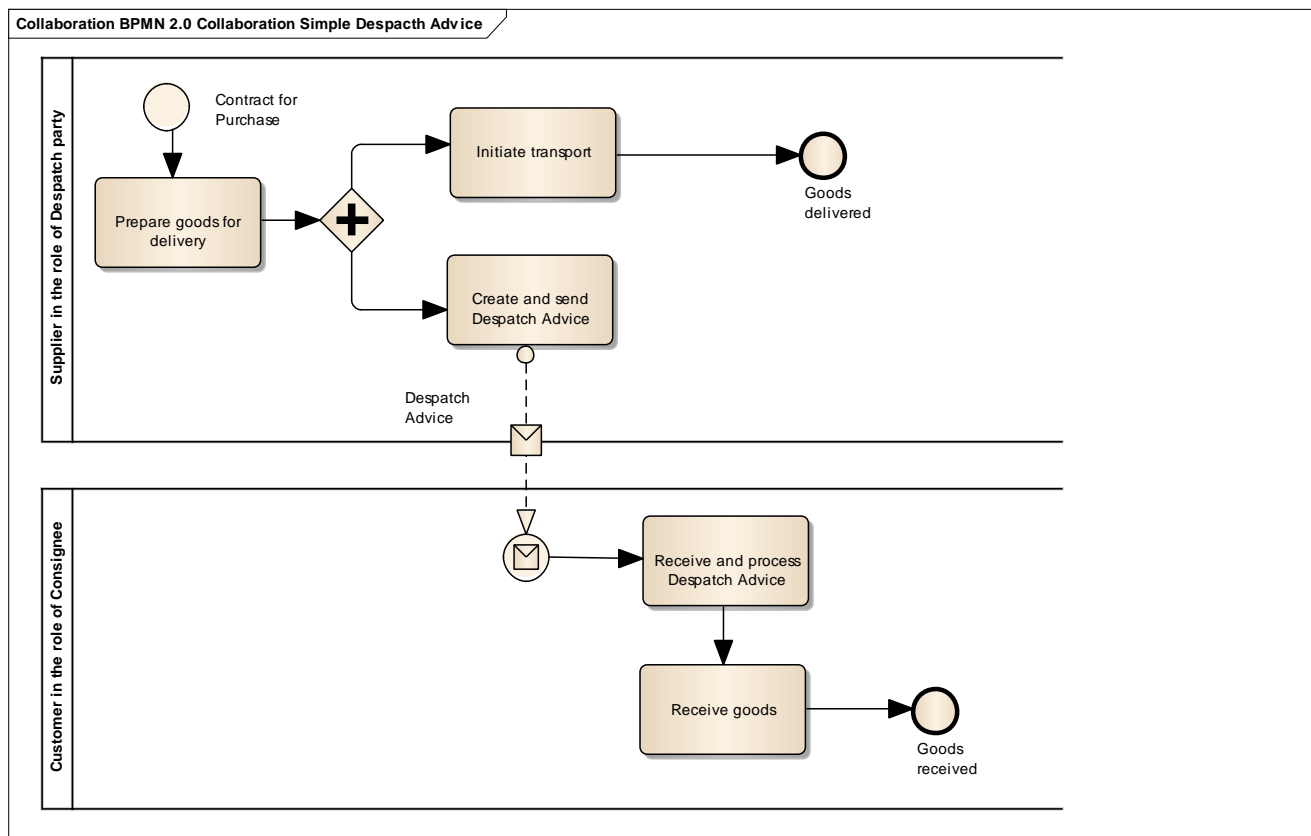 Collaboration BPMN 2.0 Collaboration Simple Despacth Advice
Supplier in the role of Despatch party
Contract for
Purchase
Prepare goods for
delivery
Initiate transport
Goods
delivered
Create and send
Despatch Advice
Despatch
Advice
Customer in the role of Consignee
Receive and process
Despatch Advice
Receive goods
Goods
received